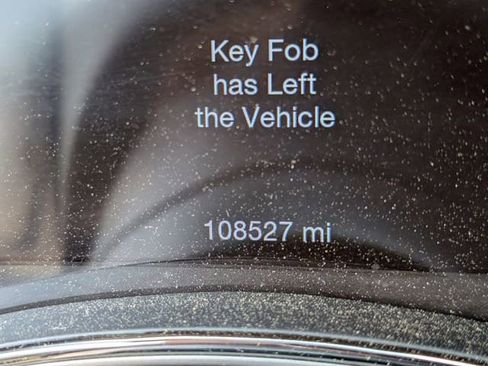 Key Fob
has Left
the Vehicle
108527 mi